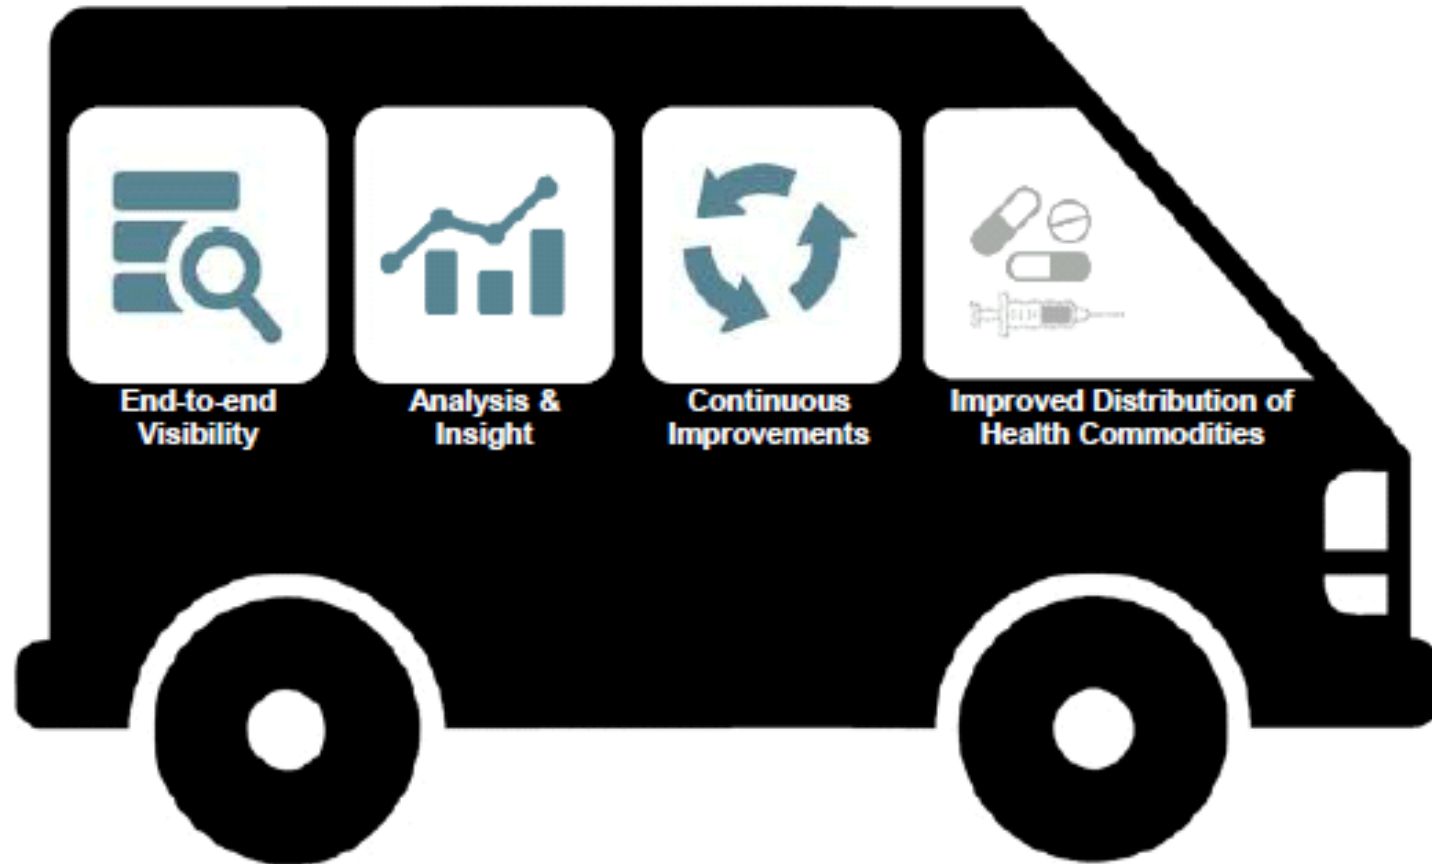 End-to-end
Visibility
Analysis &
Insight
Continuous
Improvements
Improved Distribution of
Health Commodities